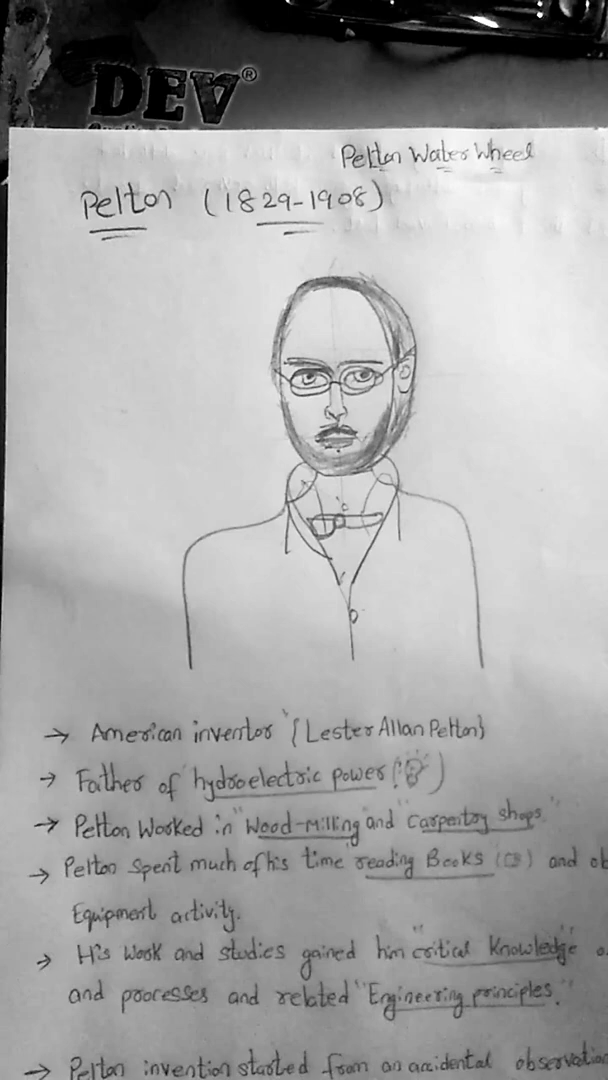 DEV®
Pelton Water Wheel
Pelton (1829-1908)
→ American inventor {Lester Allan Pelton}
→ Father of hydroelectric power ( )
→ Pelton Worked in "Wood-Milling" and "Carpentry shops"
→ Pelton spent much of his time reading Books ( ) and ob
Equipment activity.
→ His Work and studies gained him "critical Knowledge" o
and processes and related "Engineering principles."
→ Pelton invention started from an accidental observation